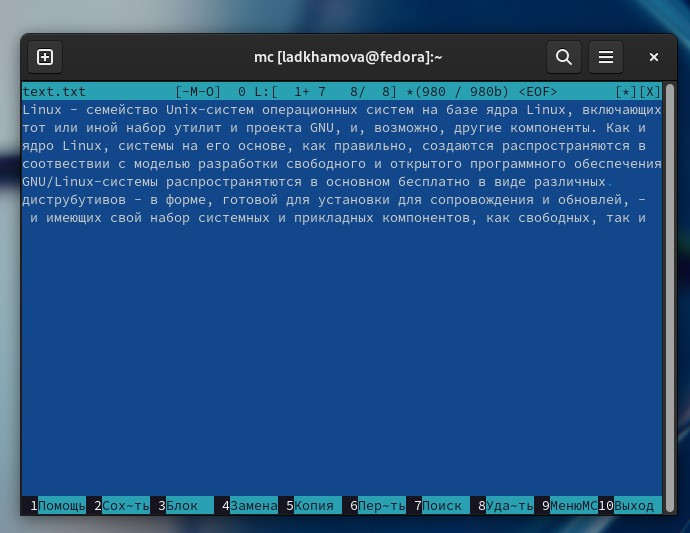 mc [ladkhamova@fedora]:~
text.txt [-M-O] 0 L:[ 1+ 7 8/ 8] *(980 / 980b) <EOF> [*][X]
Linux - семейство Unix-систем операционных систем на базе ядра Linux, включающих
тот или иной набор утилит и проекта GNU, и, возможно, другие компоненты. Как и
ядро Linux, системы на его основе, как правильно, создаются распространяются в
соотвествии с моделью разработки свободного и открытого программного обеспечения
GNU/Linux-системы распространятются в основном бесплатно в виде различных.
диструбутивов - в форме, готовой для установки для сопровождения и обновлей, -
и имеющих свой набор системных и прикладных компонентов, как свободных, так и
1Помощь 2Сох~ть 3Блок 4Замена 5Копия 6Пер~ть 7Поиск 8Уда~ть 9МенюМС 10Выход